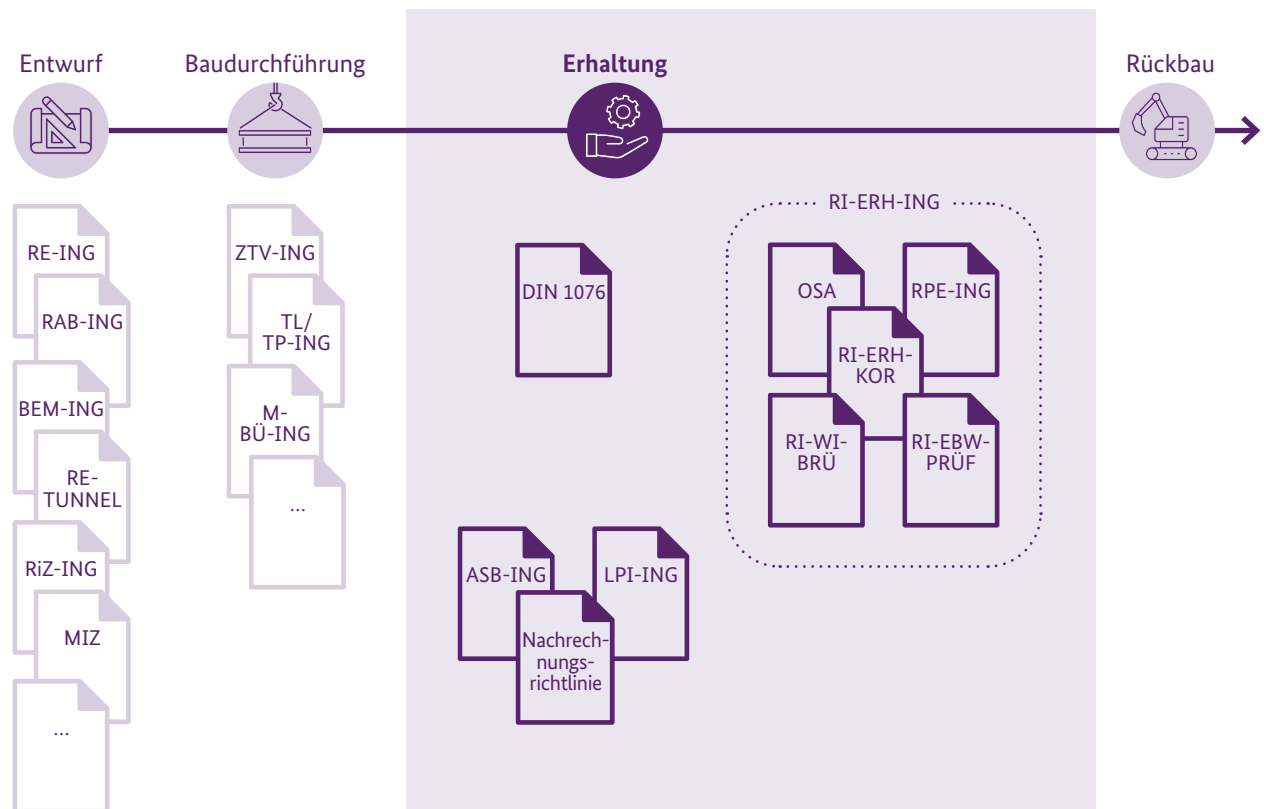 Entwurf
Baudurchführung
Erhaltung
Rückbau
RE-ING
RAB-ING
BEM-ING
RE-
TUNNEL
RiZ-ING
MIZ
...
ZTV-ING
TL/
TP-ING
M-
BÜ-ING
...
DIN 1076
RI-ERH-ING
OSA
RPE-ING
RI-ERH-
KOR
RI-WI-
BRÜ
RI-EBW-
PRÜF
ASB-ING
LPI-ING
Nachrech-
nungs-
richtlinie